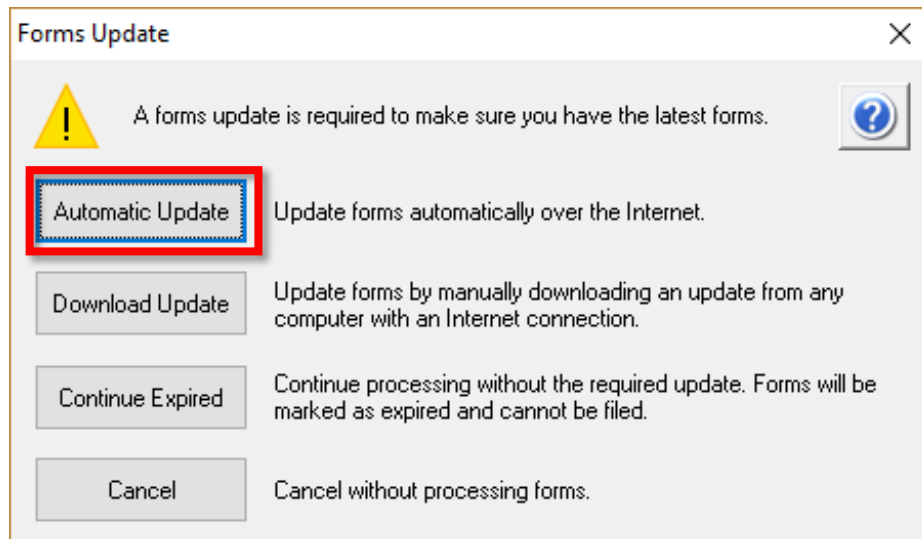 Forms Update
A forms update is required to make sure you have the latest forms.
Automatic Update
Update forms automatically over the Internet.
Download Update
Update forms by manually downloading an update from any
computer with an Internet connection.
Continue Expired
Continue processing without the required update. Forms will be
marked as expired and cannot be filed.
Cancel
Cancel without processing forms.